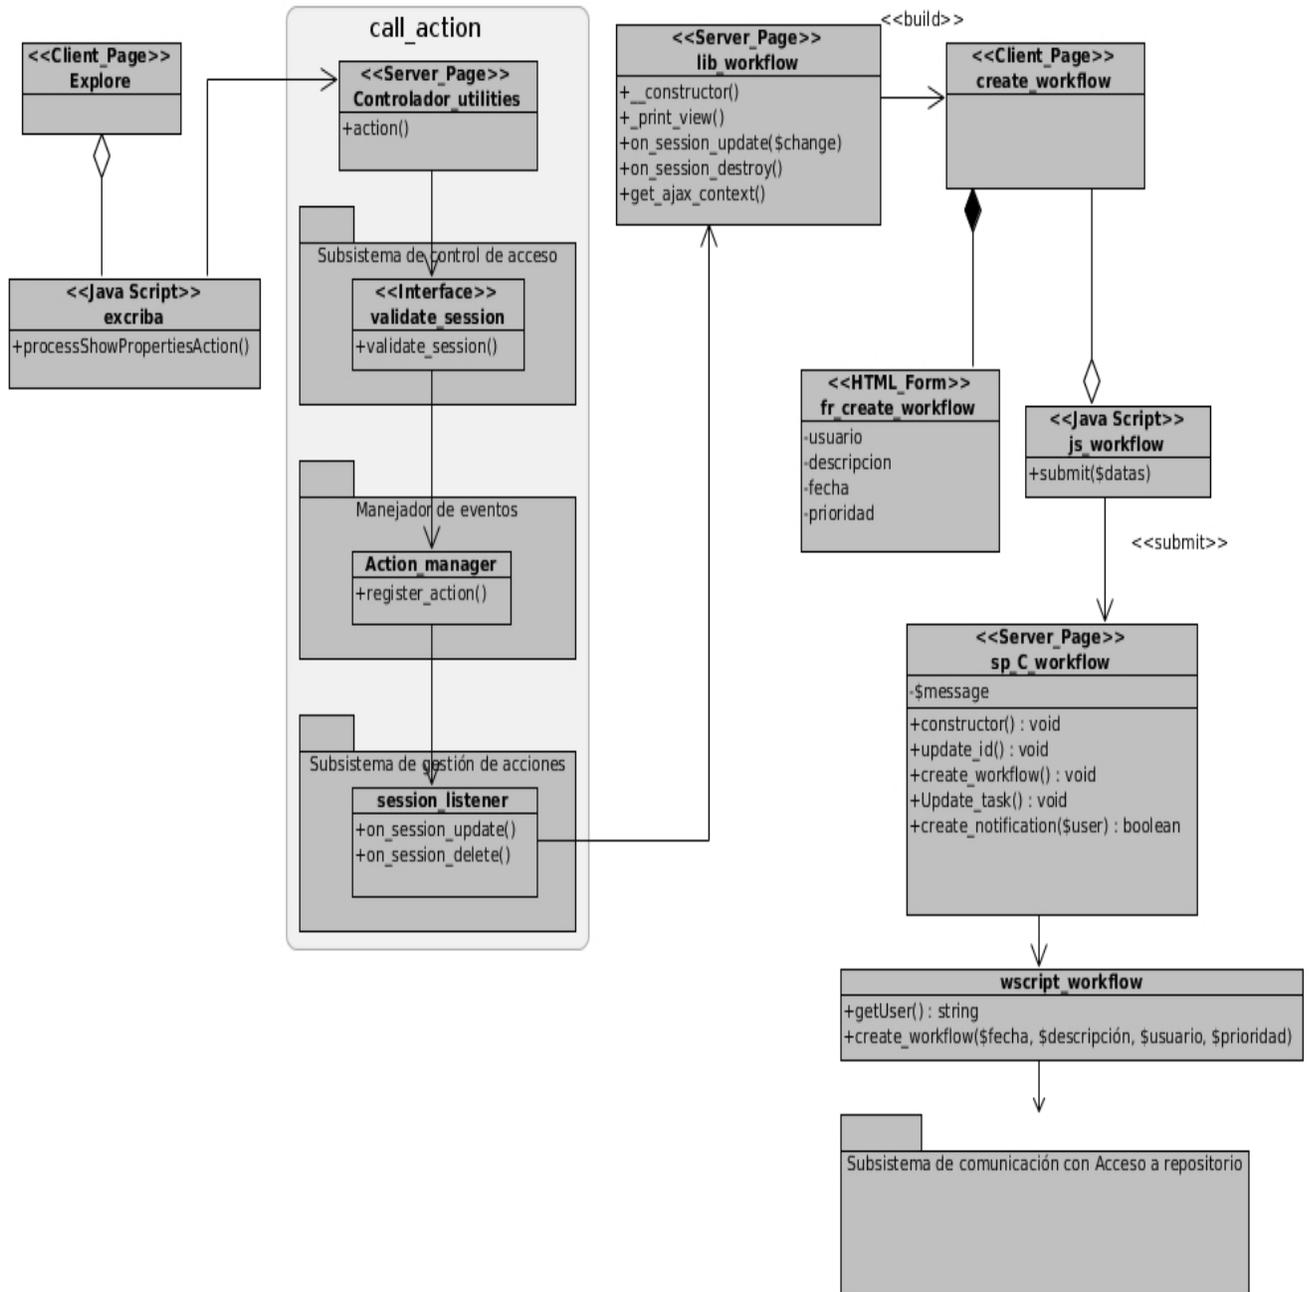 <<Client_Page>>
Explore
<<Java Script>>
excriba
+processShowPropertiesAction()
call_action
<<Server_Page>>
Controlador_utilities
+action()
Subsistema de control de acceso
<<Interface>>
validate_session
+validate_session()
Manejador de eventos
Action_manager
+register_action()
Subsistema de gestión de acciones
session_listener
+on_session_update()
+on_session_delete()
<<Server_Page>>
lib_workflow
+__constructor()
+_print_view()
+on_session_update($change)
+on_session_destroy()
+get_ajax_context()
<<build>>
<<Client_Page>>
create_workflow
<<HTML_Form>>
fr_create_workflow
-usuario
-descripcion
-fecha
-prioridad
<<Java Script>>
js_workflow
+submit($datas)
<<submit>>
<<Server_Page>>
sp_C_workflow
-$message
+constructor() : void
+update_id() : void
+create_workflow() : void
+Update_task() : void
+create_notification($user) : boolean
wscript_workflow
+getUser() : string
+create_workflow($fecha, $descripción, $usuario, $prioridad)
Subsistema de comunicación con Acceso a repositorio